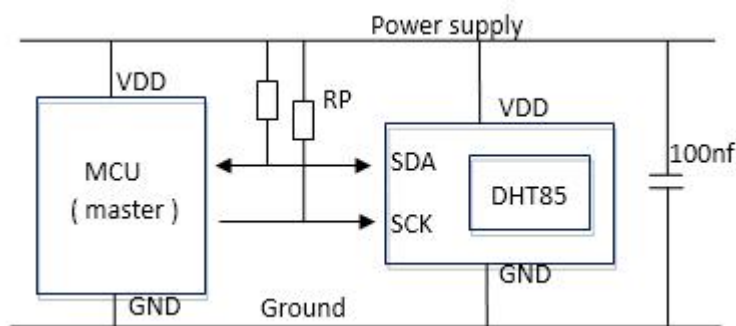 Power supply
VDD
RP
VDD
MCU
( master )
SDA
DHT85
100nf
SCK
GND
GND
Ground